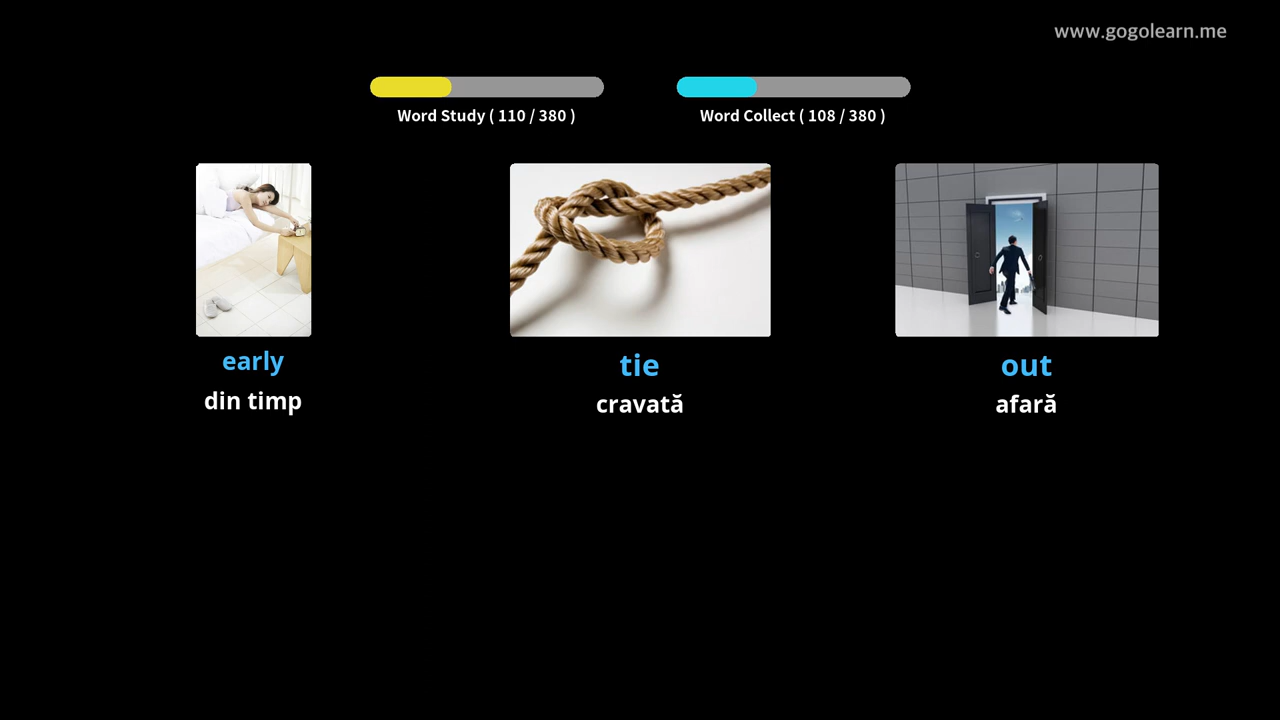 www.gogolearn.me
Word Study ( 110 / 380 )
Word Collect ( 108 / 380 )
early
din timp
tie
cravată
out
afară